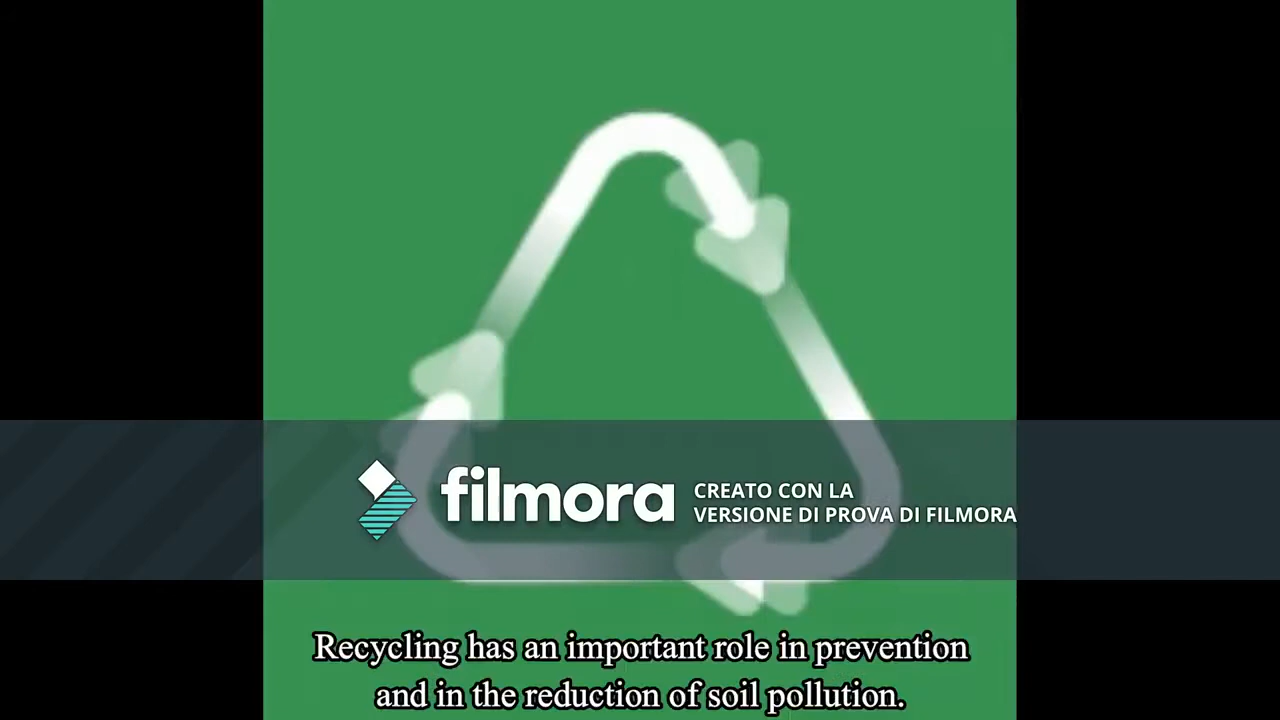 filmora
CREATO CON LA
VERSIONE DI PROVA DI FILMORA
Recycling has an important role in prevention
and in the reduction of soil pollution.